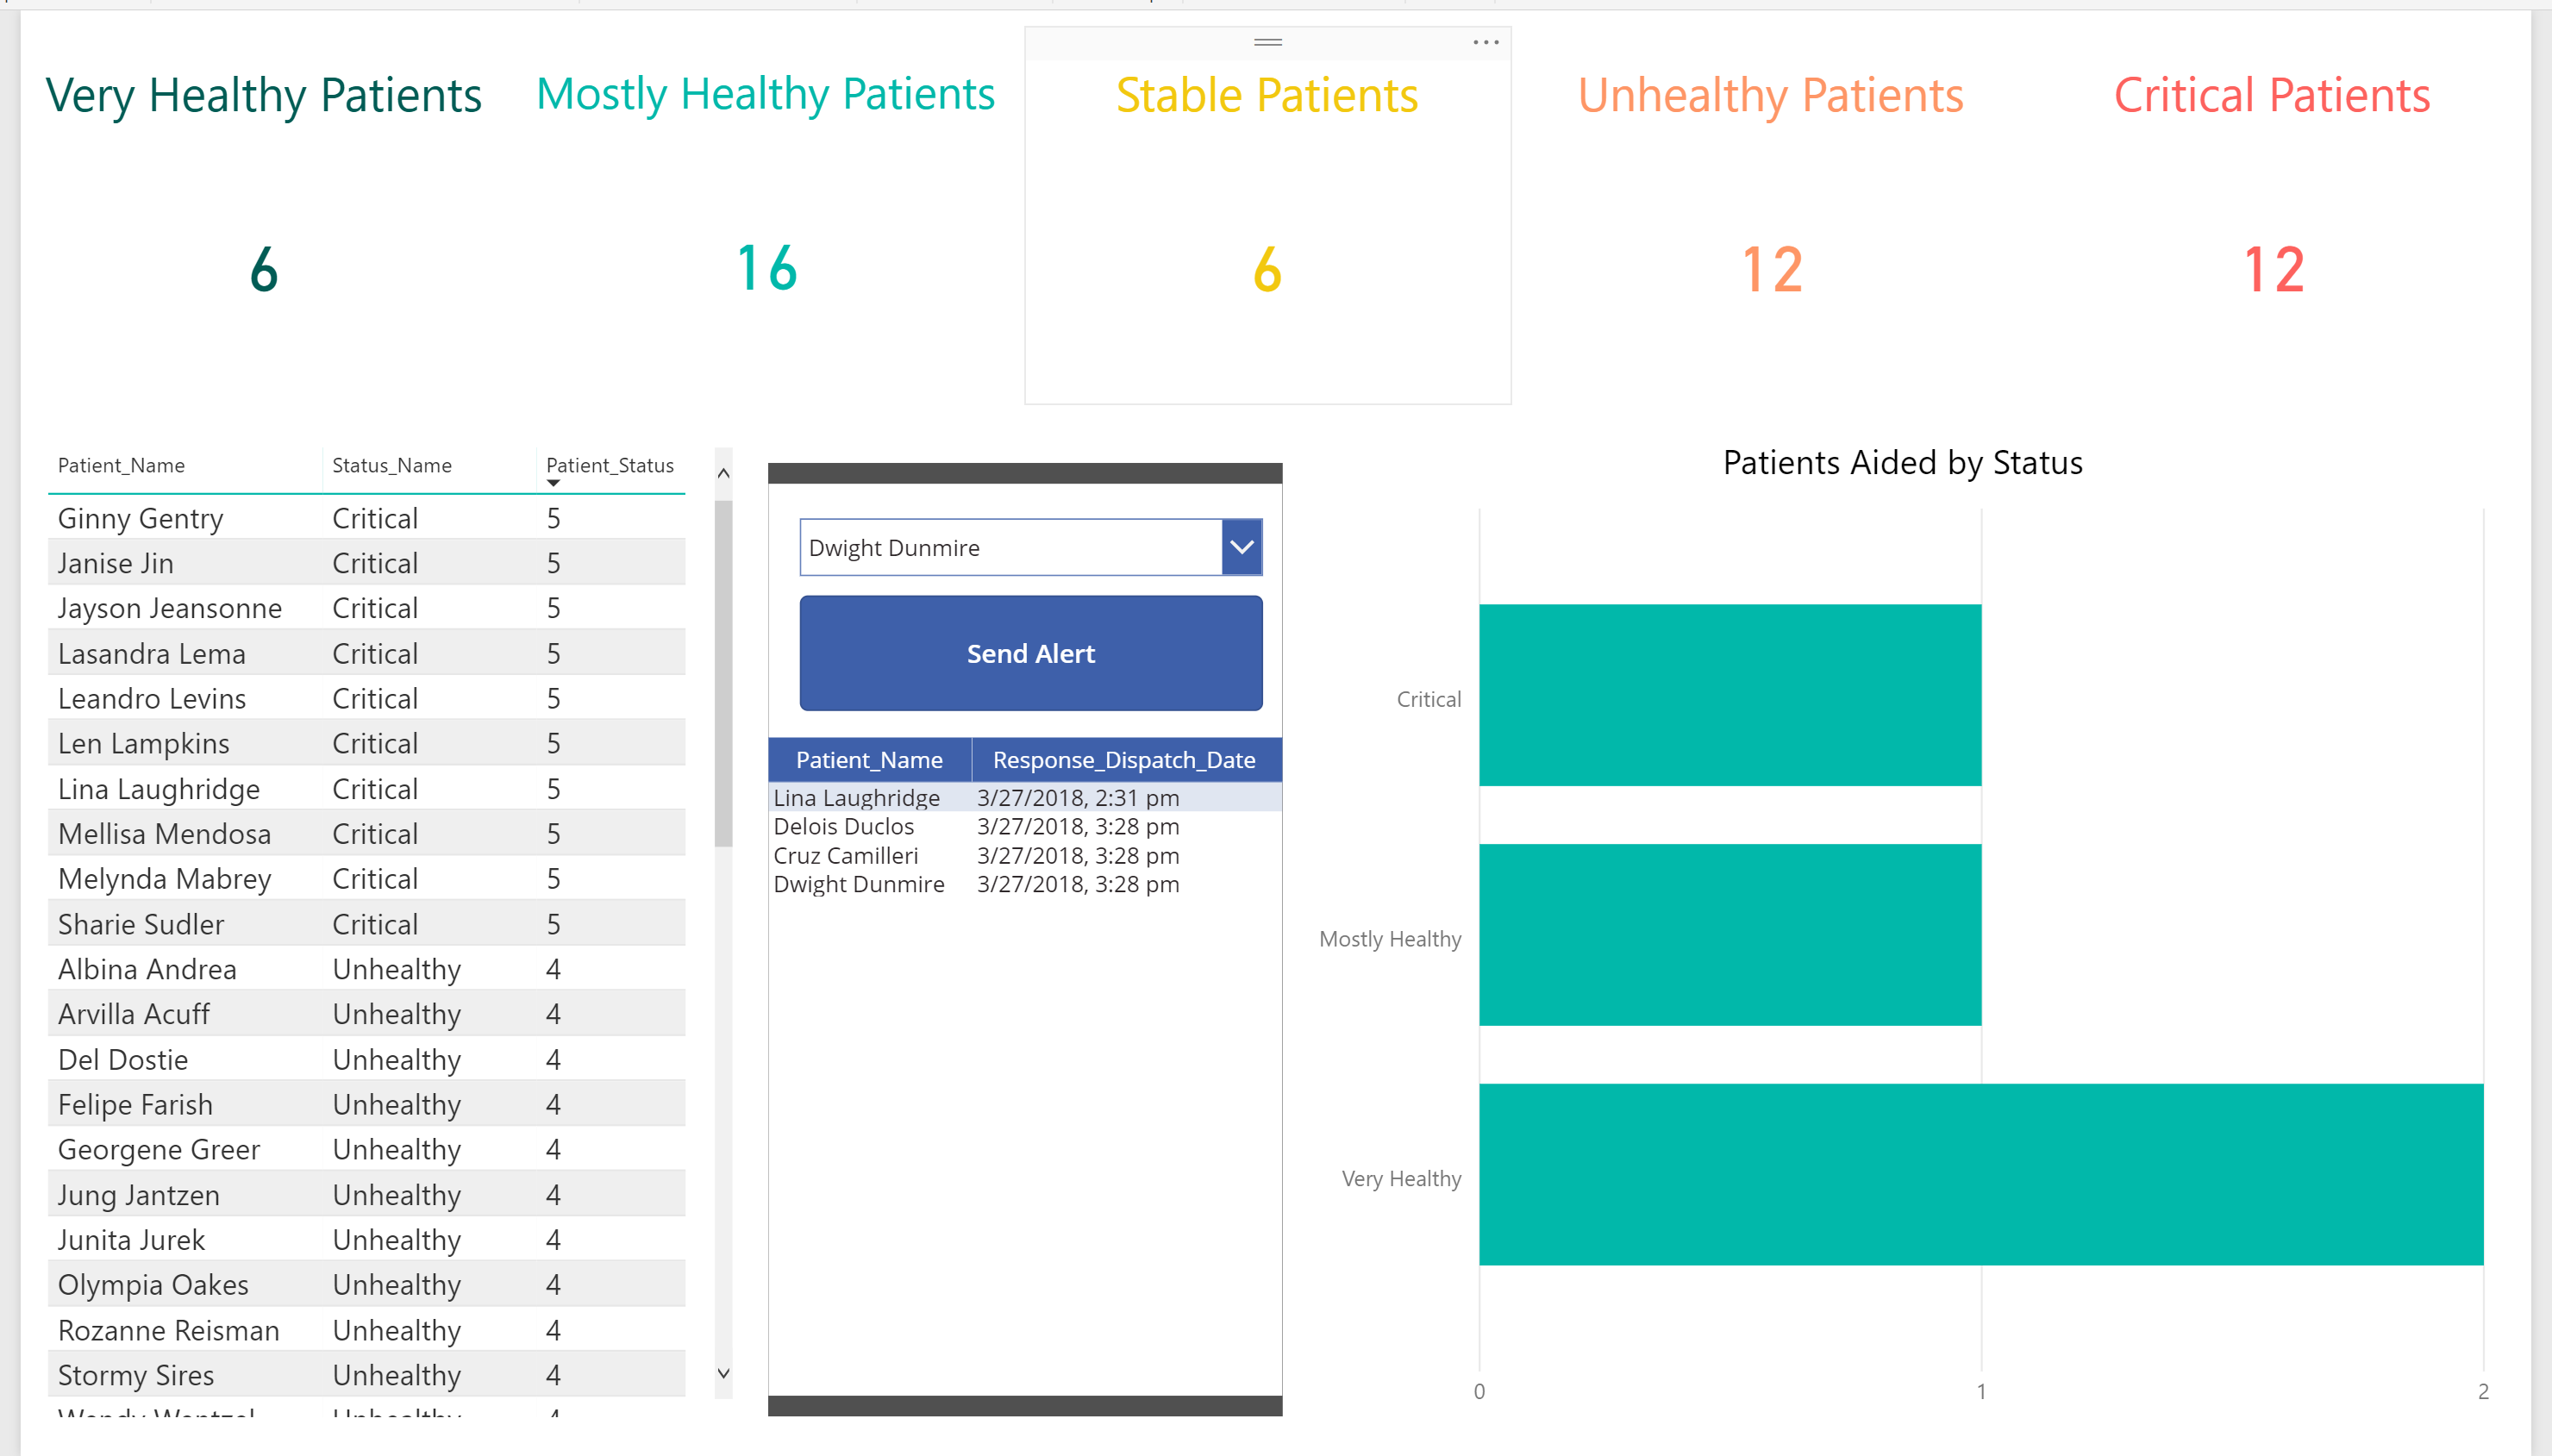 Very Healthy Patients
Mostly Healthy Patients
Stable Patients
Unhealthy Patients
Critical Patients
6
16
6
12
12
Patient_Name Status_Name Patient_Status
Ginny Gentry Critical 5
Janise Jin Critical 5
Jayson Jeansonne Critical 5
Lasandra Lema Critical 5
Leandro Levins Critical 5
Len Lampkins Critical 5
Lina Laughridge Critical 5
Mellisa Mendosa Critical 5
Melynda Mabrey Critical 5
Sharie Sudler Critical 5
Albina Andrea Unhealthy 4
Arvilla Acuff Unhealthy 4
Del Dostie Unhealthy 4
Felipe Farish Unhealthy 4
Georgene Greer Unhealthy 4
Jung Jantzen Unhealthy 4
Junita Jurek Unhealthy 4
Olympia Oakes Unhealthy 4
Rozanne Reisman Unhealthy 4
Stormy Sires Unhealthy 4
Dwight Dunmire
Send Alert
Patient_Name Response_Dispatch_Date
Lina Laughridge 3/27/2018, 2:31 pm
Delois Duclos 3/27/2018, 3:28 pm
Cruz Camilleri 3/27/2018, 3:28 pm
Dwight Dunmire 3/27/2018, 3:28 pm
Patients Aided by Status
Critical
Mostly Healthy
Very Healthy
0 1 2